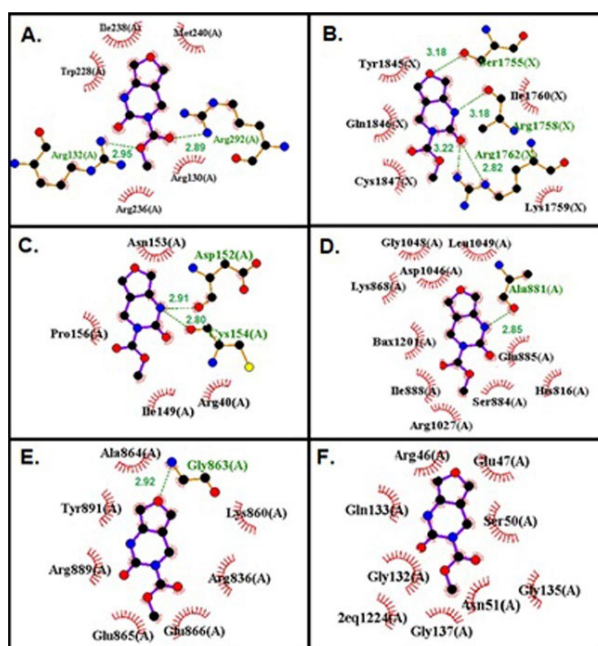 A.
Ile238(A)
Met240(A)
Trp228(A)
Arg132(A)
2.95
2.89
Arg292(A)
Arg130(A)
Arg236(A)
B.
3.18
Ser1755(X)
Tyr1845(X)
Ile1760(X)
3.18
Gln1846(X)
Arg1758(X)
3.22
Arg1762(X)
2.82
Cys1847(X)
Lys1759(X)
C.
Asn153(A)
Asp152(A)
2.91
2.80
Cys154(A)
Pro156(A)
Ile149(A)
Arg40(A)
D.
Gly1048(A)
Leu1049(A)
Asp1046(A)
Lys868(A)
Ala881(A)
2.85
Bax1201(A)
Glu885(A)
Ile888(A)
His816(A)
Ser884(A)
Arg1027(A)
E.
Ala864(A)
Gly863(A)
2.92
Tyr891(A)
Lys860(A)
Arg889(A)
Arg836(A)
Glu865(A)
Glu866(A)
F.
Arg46(A)
Glu47(A)
Gln133(A)
Ser50(A)
Gly132(A)
Gly135(A)
Asn51(A)
2eq1224(A)
Gly137(A)